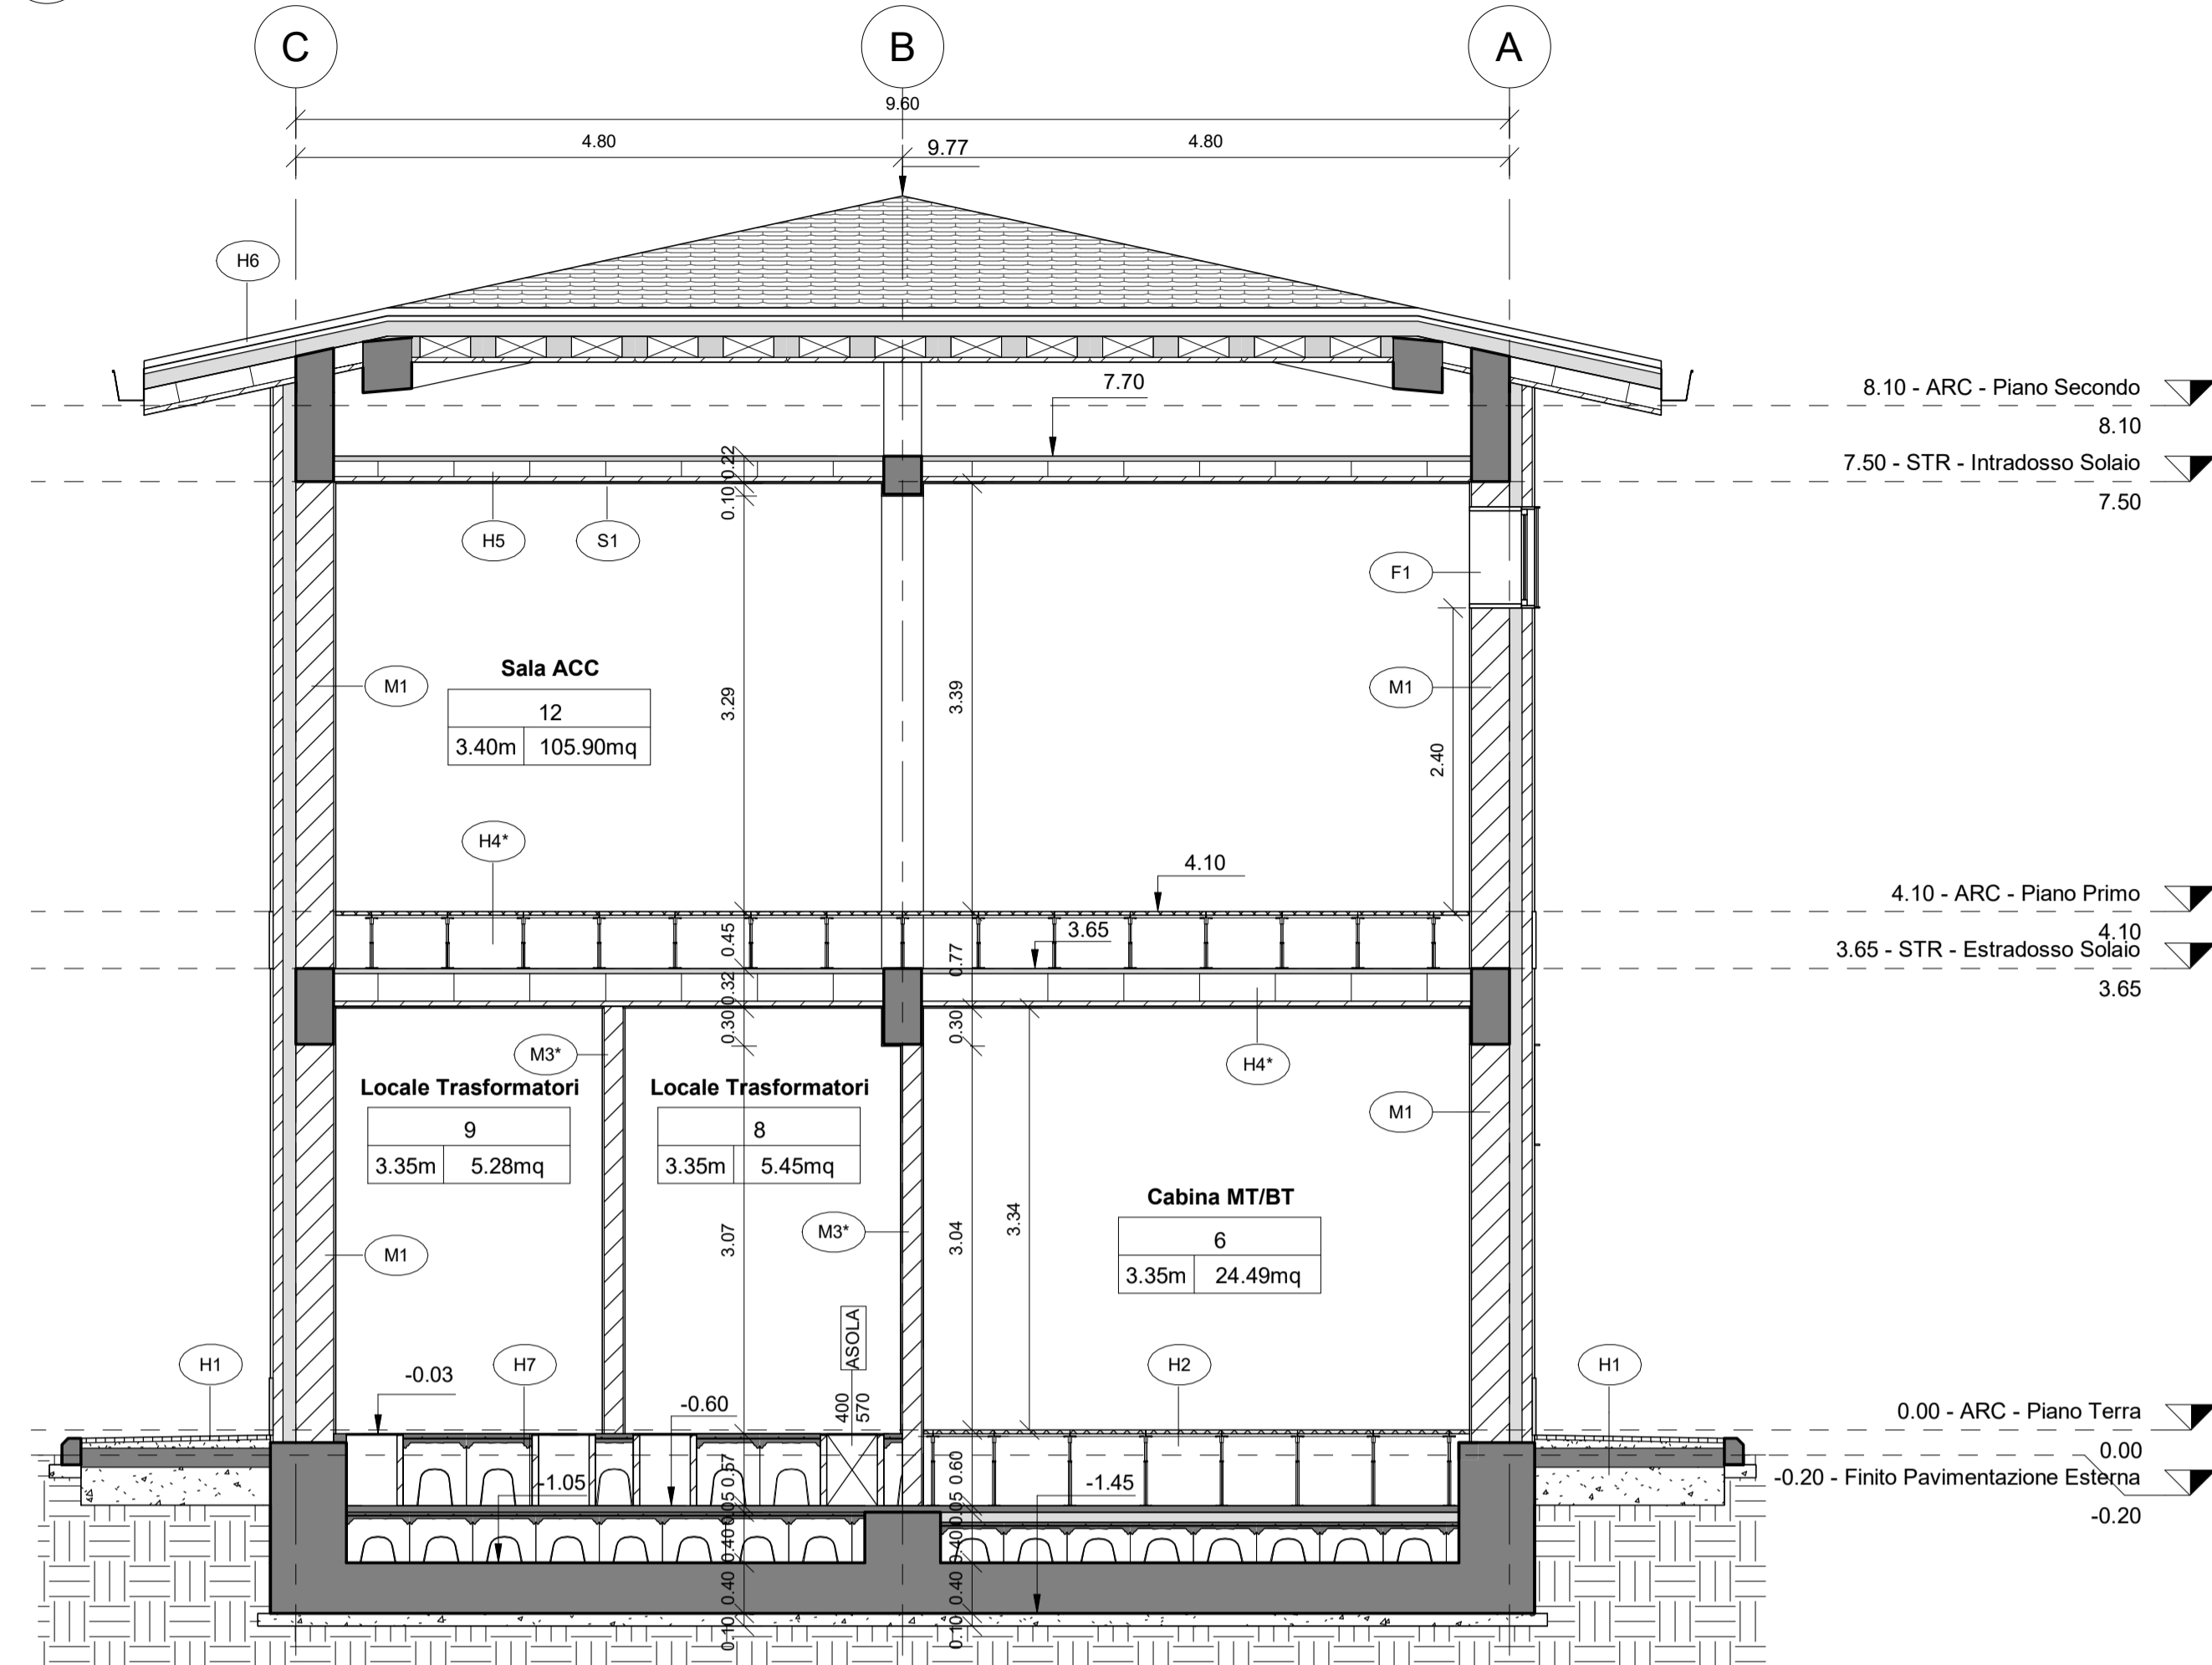 C
B
A
9.60
4.80
4.80
9.77
H6
7.70
8.10 - ARC - Piano Secondo
8.10
7.50 - STR - Intradosso Solaio
7.50
0.22
0.10
H5
S1
F1
Sala ACC
12
3.40m
105.90mq
M1
M1
3.29
3.39
2.40
H4*
4.10
4.10 - ARC - Piano Primo
4.10
3.65
3.65 - STR - Estradosso Solaio
3.65
0.45
0.77
0.32
0.30
0.30
M3*
H4*
Locale Trasformatori
9
3.35m
5.28mq
Locale Trasformatori
8
3.35m
5.45mq
M1
Cabina MT/BT
6
3.35m
24.49mq
M1
M3*
3.07
3.04
3.34
ASOLA
400
570
H1
-0.03
H7
-0.60
H2
H1
0.00 - ARC - Piano Terra
0.00
-0.20 - Finito Pavimentazione Esterna
-0.20
-1.05
-1.45
0.57
0.60
0.05
0.05
0.40
0.40
0.40
0.40
0.10
0.10